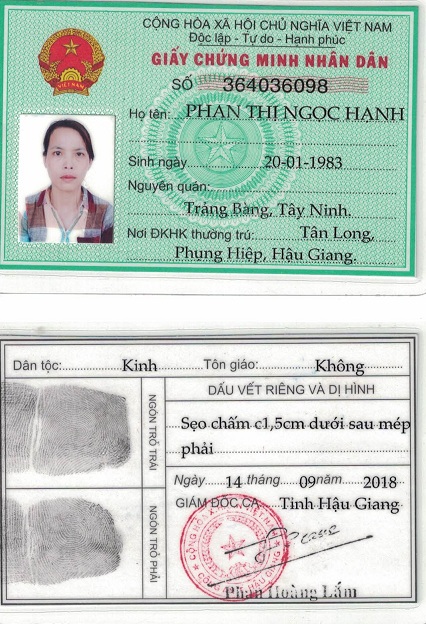 CỘNG HÒA XÃ HỘI CHỦ NGHĨA VIỆT NAM
Độc lập - Tự do - Hạnh phúc
GIẤY CHỨNG MINH NHÂN DÂN
SỐ 364036098
Họ tên: PHAN THỊ NGỌC HẠNH
Sinh ngày 20-01-1983
Nguyên quán:
Trảng Bàng, Tây Ninh.
Nơi ĐKHK thường trú: Tân Long,
Phụng Hiệp, Hậu Giang.
VIỆT NAM
Dân tộc: Kinh Tôn giáo: Không
NGÓN TRỎ TRÁI
NGÓN TRỎ PHẢI
DẤU VẾT RIÊNG VÀ DỊ HÌNH
Sẹo chấm c1,5cm dưới sau mép
phải
Ngày 14 tháng 09 năm 2018
GIÁM ĐỐC CA Tỉnh Hậu Giang
Phan Hoàng Lắm